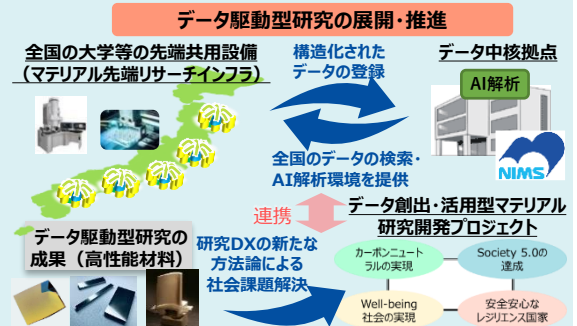 データ駆動型研究の展開・推進
全国の大学等の先端共用設備
（マテリアル先端リサーチインフラ）
構造化された
データの登録
データ中核拠点
AI解析
NIMS
全国のデータの検索・
AI解析環境を提供
連携
データ創出・活用型マテリアル
研究開発プロジェクト
データ駆動型研究の
成果（高性能材料）
研究DXの新たな
方法論による
社会課題解決
カーボンニュート
ラルの実現
Society 5.0の
達成
Well-being
社会の実現
安全安心な
レジリエンス国家